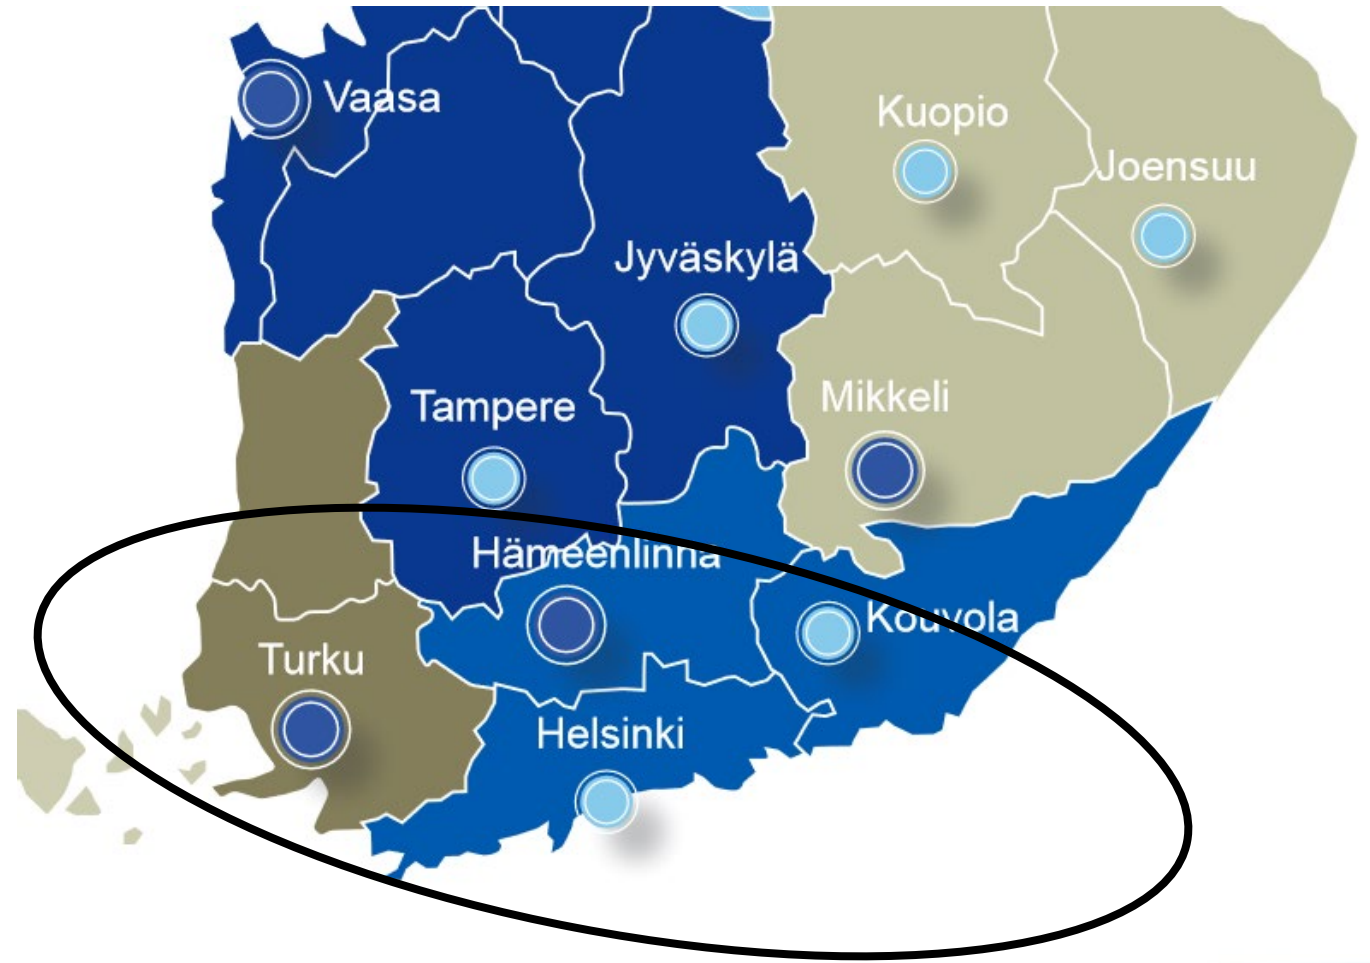 Vaasa
Kuopio
Joensuu
Jyväskylä
Mikkeli
Tampere
Hämeenlinna
Kouvola
Turku
Helsinki